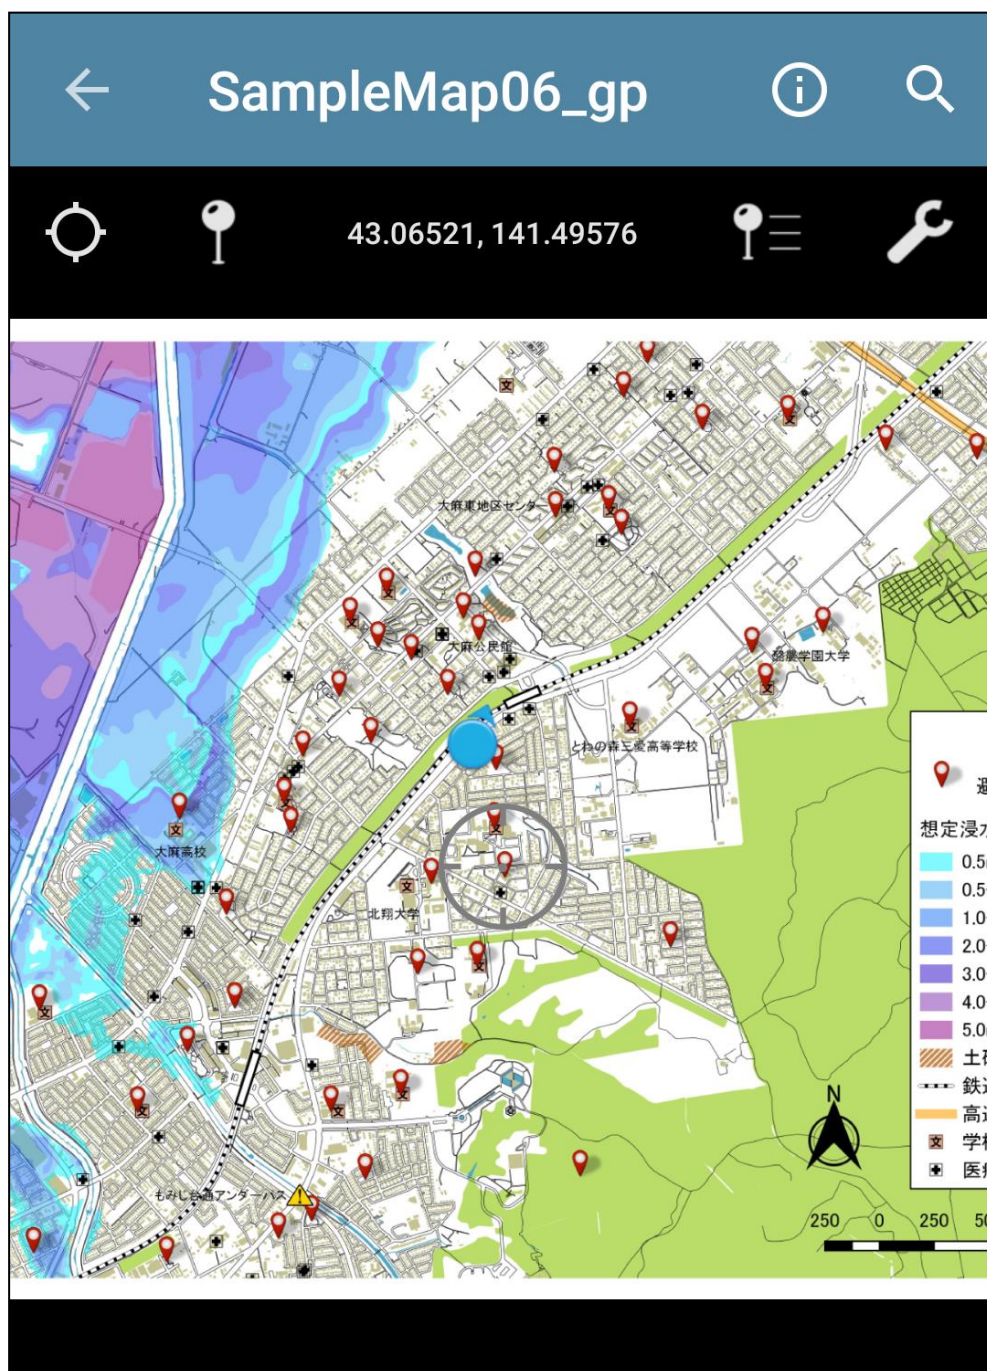 SampleMap06_gp
43.06521, 141.49576
大麻東地区センター
大麻公民館
酪農学園大学
とわの森三愛高等学校
大麻高校
北翔大学
もみじ台通アンダーパス
想定浸水
0.5
0.5
1.0
2.0
3.0
4.0
5.0
土
鉄
高
学
医
N
250 0 250